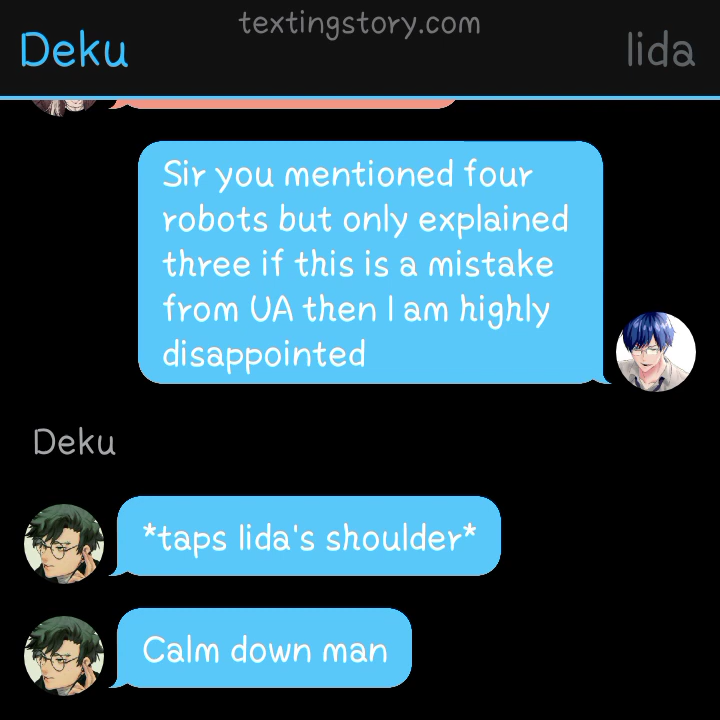 textingstory.com
Deku
Iida
Sir you mentioned four
robots but only explained
three if this is a mistake
from UA then I am highly
disappointed
Deku
*taps Iida's shoulder*
Calm down man